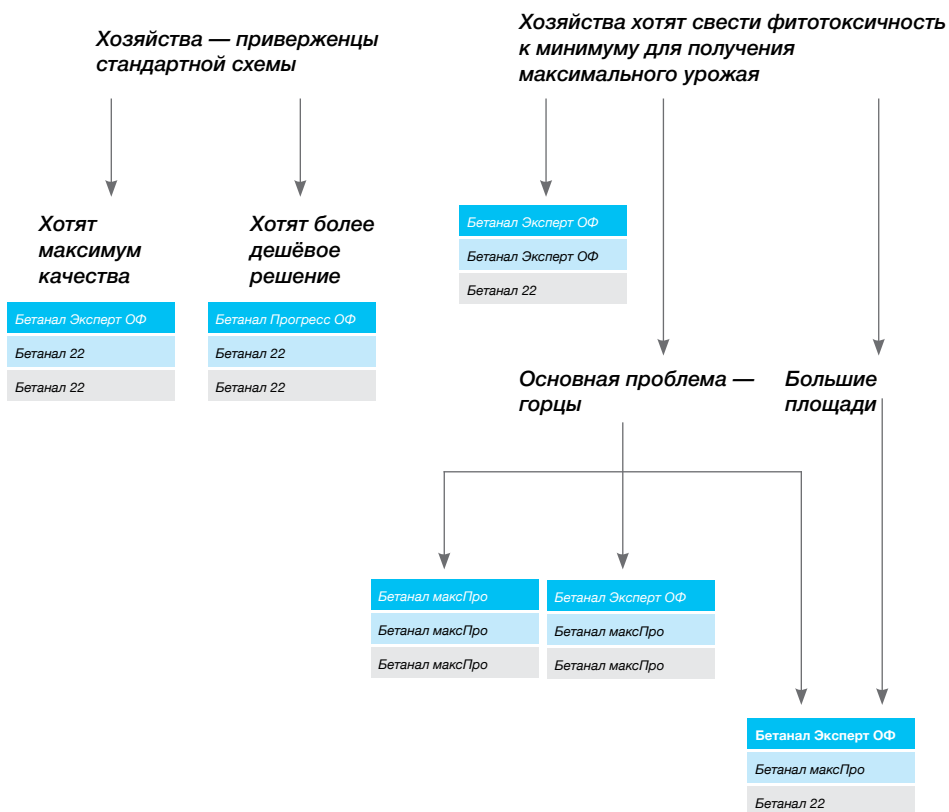 Хозяйства — приверженцы
стандартной схемы
Хозяйства хотят свести фитотоксичность
к минимуму для получения
максимального урожая
Хотят
максимум
качества
Бетанал Эксперт ОФ
Бетанал 22
Бетанал 22
Хотят более
дешёвое
решение
Бетанал Прогресс ОФ
Бетанал 22
Бетанал 22
Бетанал Эксперт ОФ
Бетанал Эксперт ОФ
Бетанал 22
Основная проблема —
горцы
Большие
площади
Бетанал максПро
Бетанал максПро
Бетанал максПро
Бетанал Эксперт ОФ
Бетанал максПро
Бетанал максПро
Бетанал Эксперт ОФ
Бетанал максПро
Бетанал 22